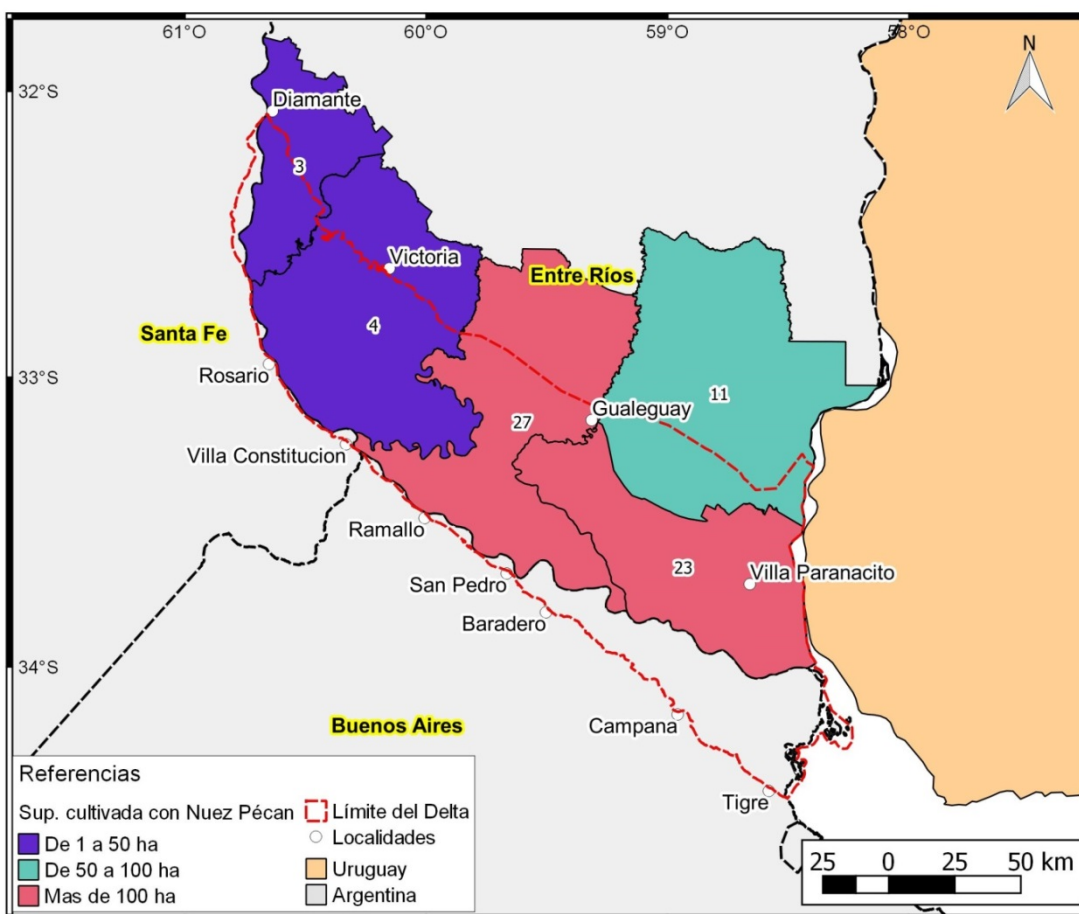 61°O 60°O 59°O 58°O
N
32°S
Diamante
3
Victoria
Entre Ríos
Santa Fe
4
33°S
Rosario
11
Gualeguay
27
Villa Constitucion
Ramallo
23
Villa Paranacito
San Pedro
Baradero
34°S
Campana
Buenos Aires
Tigre
Referencias
Sup. cultivada con Nuez Pécan
De 1 a 50 ha
De 50 a 100 ha
Mas de 100 ha
Límite del Delta
Localidades
Uruguay
Argentina
25 0 25 50 km